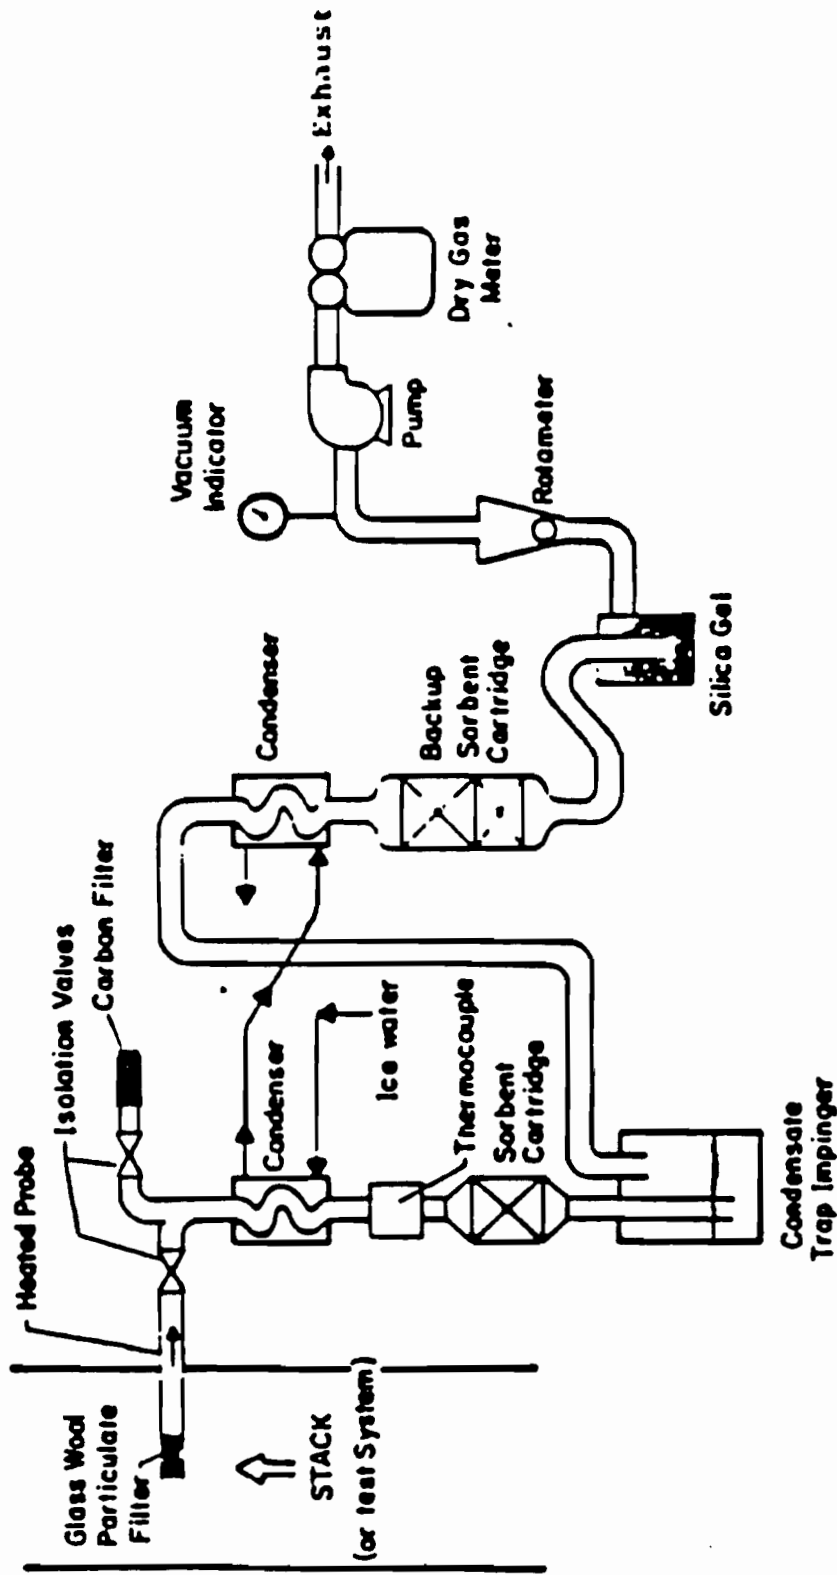 Glass Wool
Particulate
Filter
STACK
(or test System)
Heated Probe
Isolation Valves
Carbon Filter
Condenser
Ice water
Thermocouple
Sorbent
Cartridge
Condensate
Trap Impinger
Condenser
Backup
Sorbent
Cartridge
Silica Gel
Vacuum
Indicator
Rotameter
Pump
Dry Gas
Meter
Exhaust